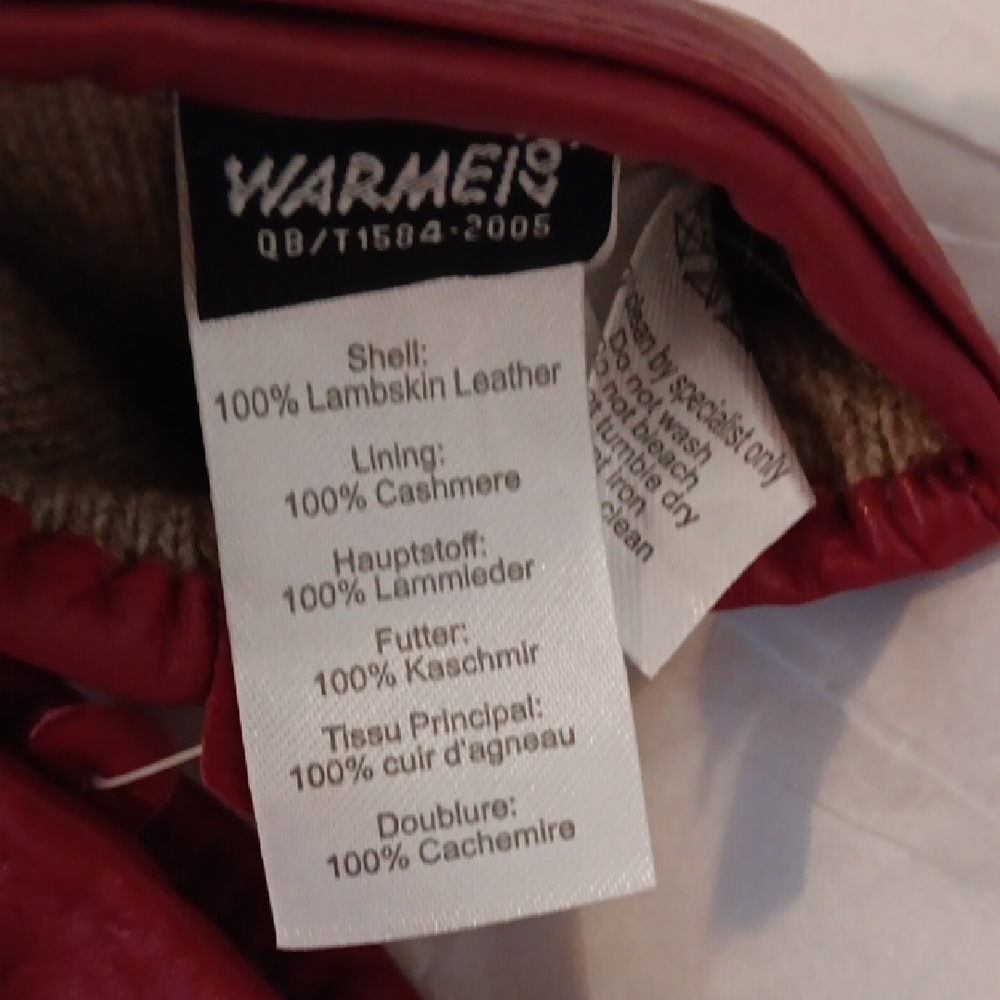 WARMEN
QB/T1584-2005
Shell:
100% Lambskin Leather
Lining:
100% Cashmere
Hauptstoff:
100% Lammleder
Futter:
100% Kaschmir
Tissu Principal:
100% cuir d'agneau
Doublure:
100% Cachemire
clean by specialist only
Do not wash
not bleach
tumble dry
iron
clean